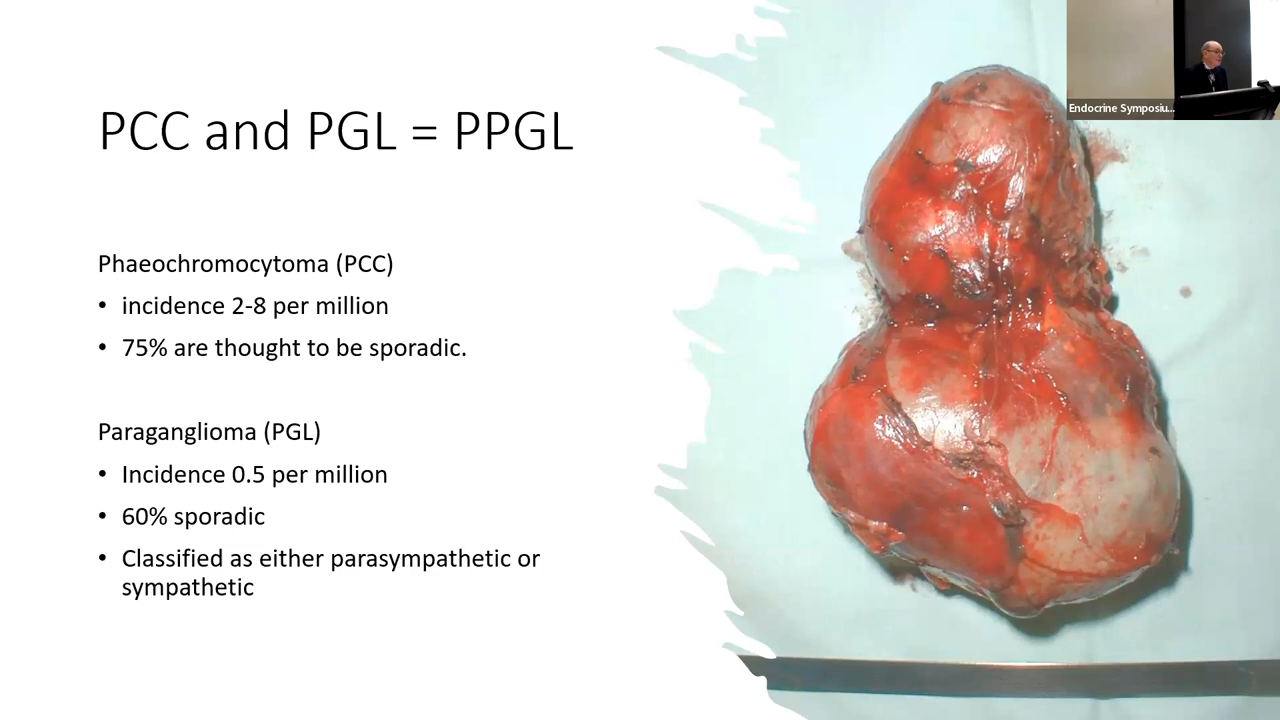 PCC and PGL = PPGL
Phaeochromocytoma (PCC)
• incidence 2-8 per million
• 75% are thought to be sporadic.
Paraganglioma (PGL)
• Incidence 0.5 per million
• 60% sporadic
• Classified as either parasympathetic or
sympathetic
Endocrine Symposiu...